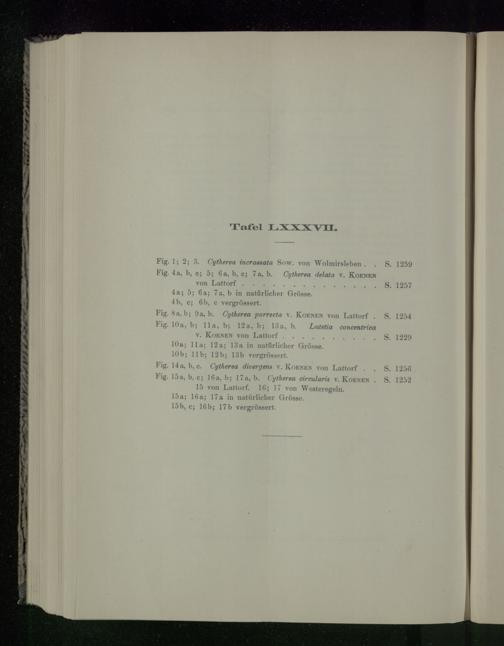 Tafel LXXXVII.
Fig. 1; 2; 3. Cytherea incrassata Sow. von Wolmirsleben . . S. 1259
Fig. 4a, b, c; 5; 6a, b, c; 7a, b. Cytherea delata v. Koenen
von Lattorf . . . . . . . . . . . . . . . S. 1257
4a; 5; 6a; 7a, b in natürlicher Grösse.
4b, c; 6b, c vergrössert.
Fig. 8a, b; 9a, b. Cytherea porrecta v. Koenen von Lattorf . S. 1254
Fig. 10a, b; 11a, b; 12a, b; 13a, b. Lutetia concentrica
v. Koenen von Lattorf . . . . . . . . . . S. 1229
10a; 11a; 12a; 13a in natürlicher Grösse.
10b; 11b; 12b; 13b vergrössert.
Fig. 14a, b, c. Cytherea divergens v. Koenen von Lattorf . . S. 1256
Fig. 15a, b, c; 16a, b; 17a, b. Cytherea circularis v. Koenen . S. 1252
15 von Lattorf. 16; 17 von Westeregeln.
15a; 16a; 17a in natürlicher Grösse.
15b, c; 16b; 17b vergrössert.